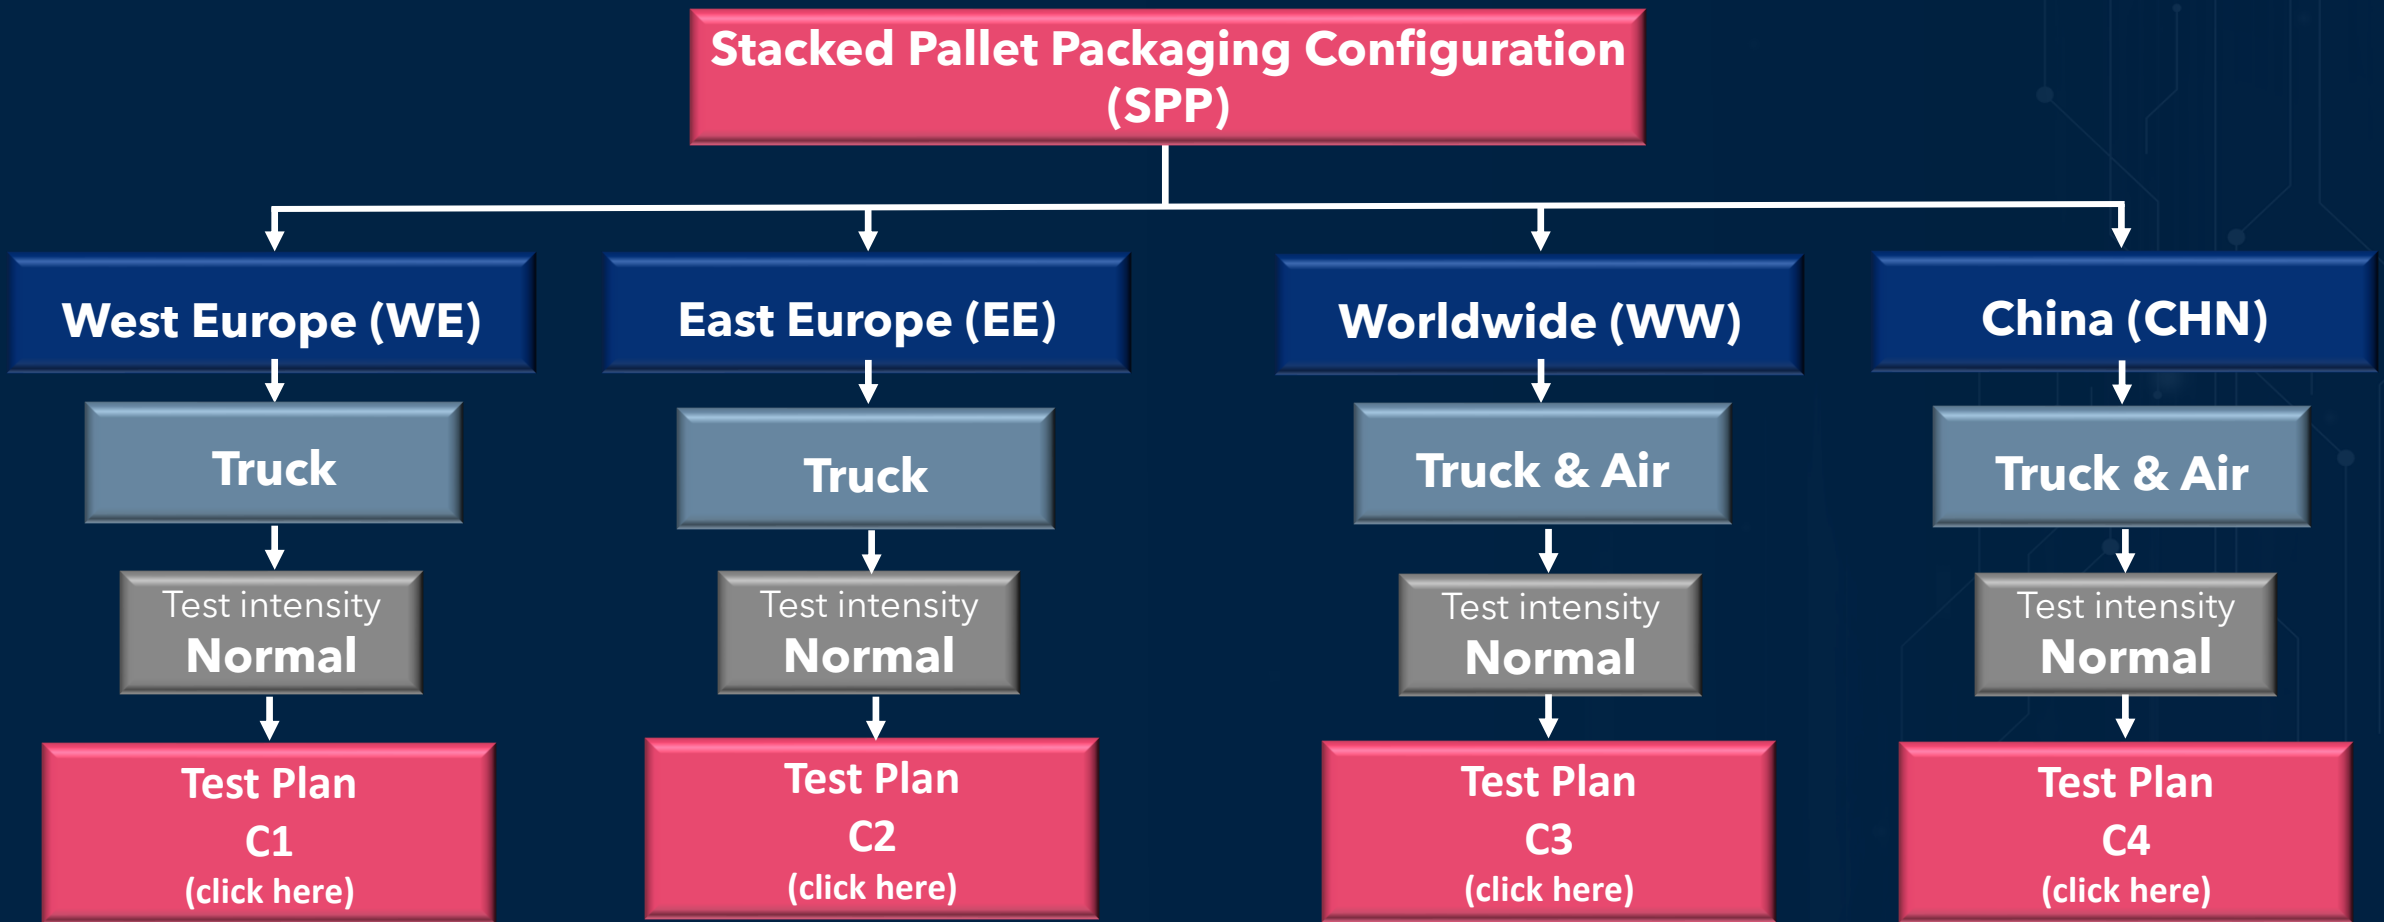 Stacked Pallet Packaging Configuration
(SPP)
West Europe (WE)
East Europe (EE)
Worldwide (WW)
China (CHN)
Truck
Truck
Truck & Air
Truck & Air
Test intensity
Normal
Test intensity
Normal
Test intensity
Normal
Test intensity
Normal
Test Plan
C1
(click here)
Test Plan
C2
(click here)
Test Plan
C3
(click here)
Test Plan
C4
(click here)